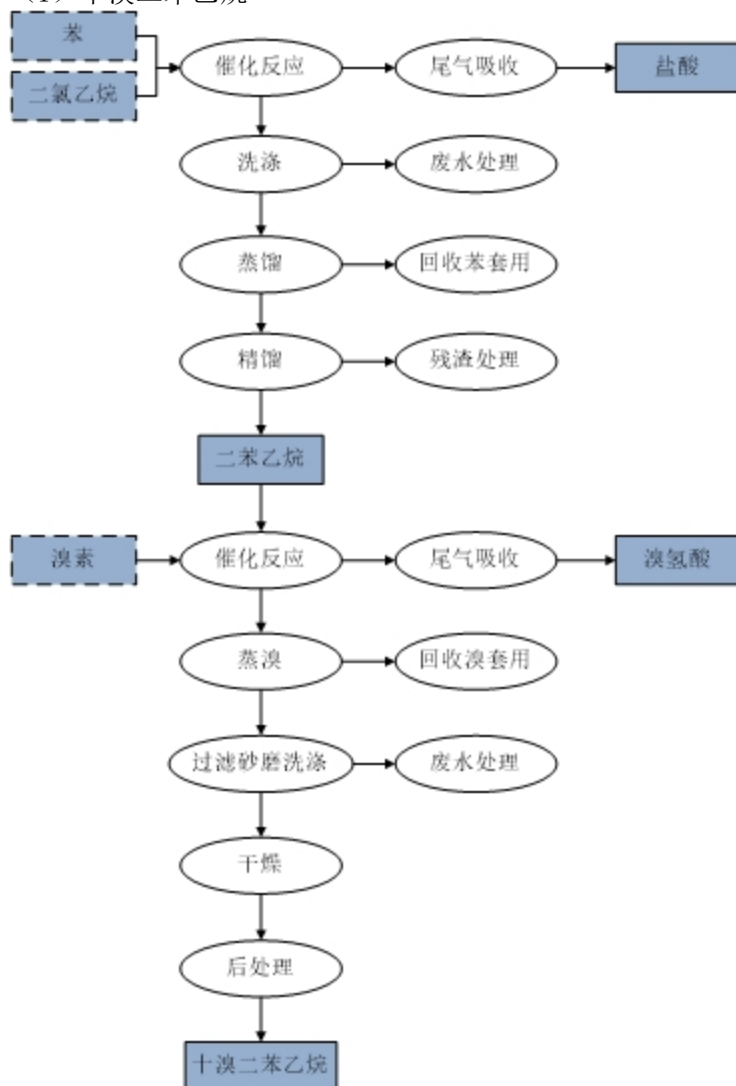 苯
二氯乙烷
催化反应
尾气吸收
盐酸
洗涤
废水处理
蒸馏
回收苯套用
精馏
残渣处理
二苯乙烷
溴素
催化反应
尾气吸收
溴氢酸
蒸溴
回收溴套用
过滤砂磨洗涤
废水处理
干燥
后处理
十溴二苯乙烷